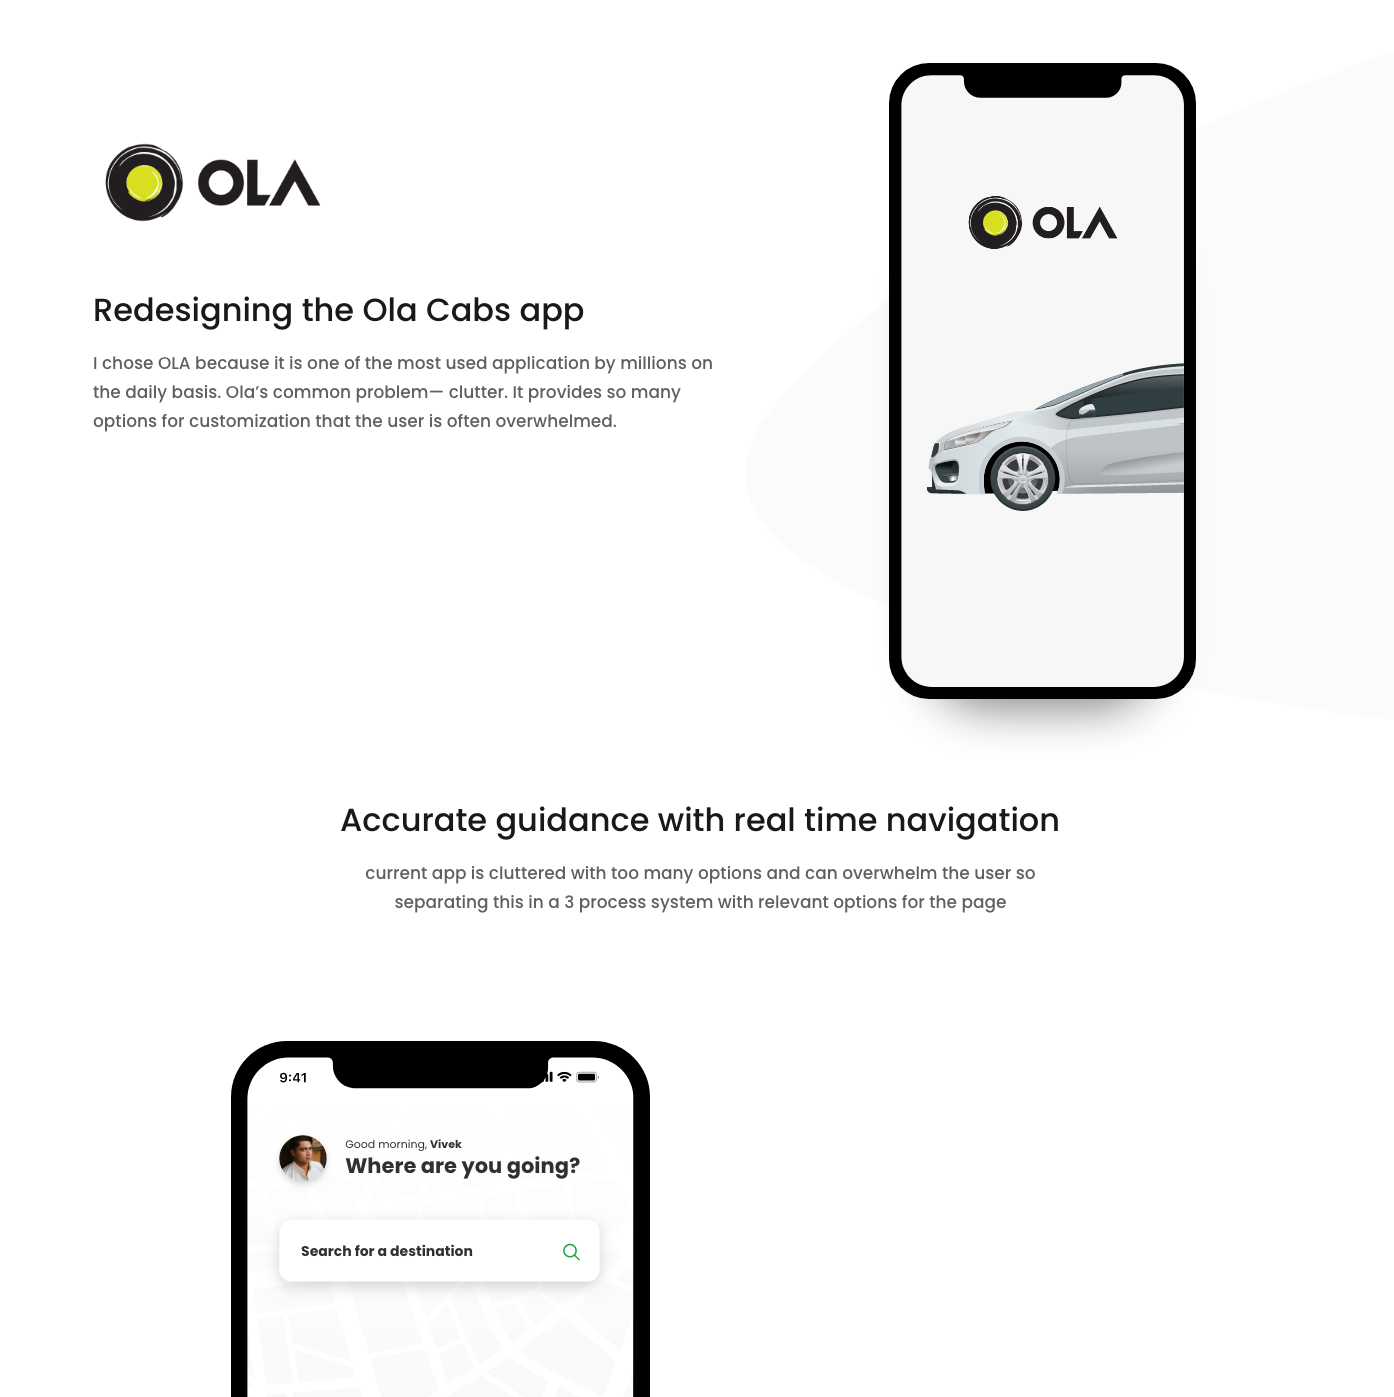 OLA
Redesigning the Ola Cabs app
I chose OLA because it is one of the most used application by millions on
the daily basis. Ola’s common problem— clutter. It provides so many
options for customization that the user is often overwhelmed.
OLA
Accurate guidance with real time navigation
current app is cluttered with too many options and can overwhelm the user so
separating this in a 3 process system with relevant options for the page
9:41
Good morning, Vivek
Where are you going?
Search for a destination